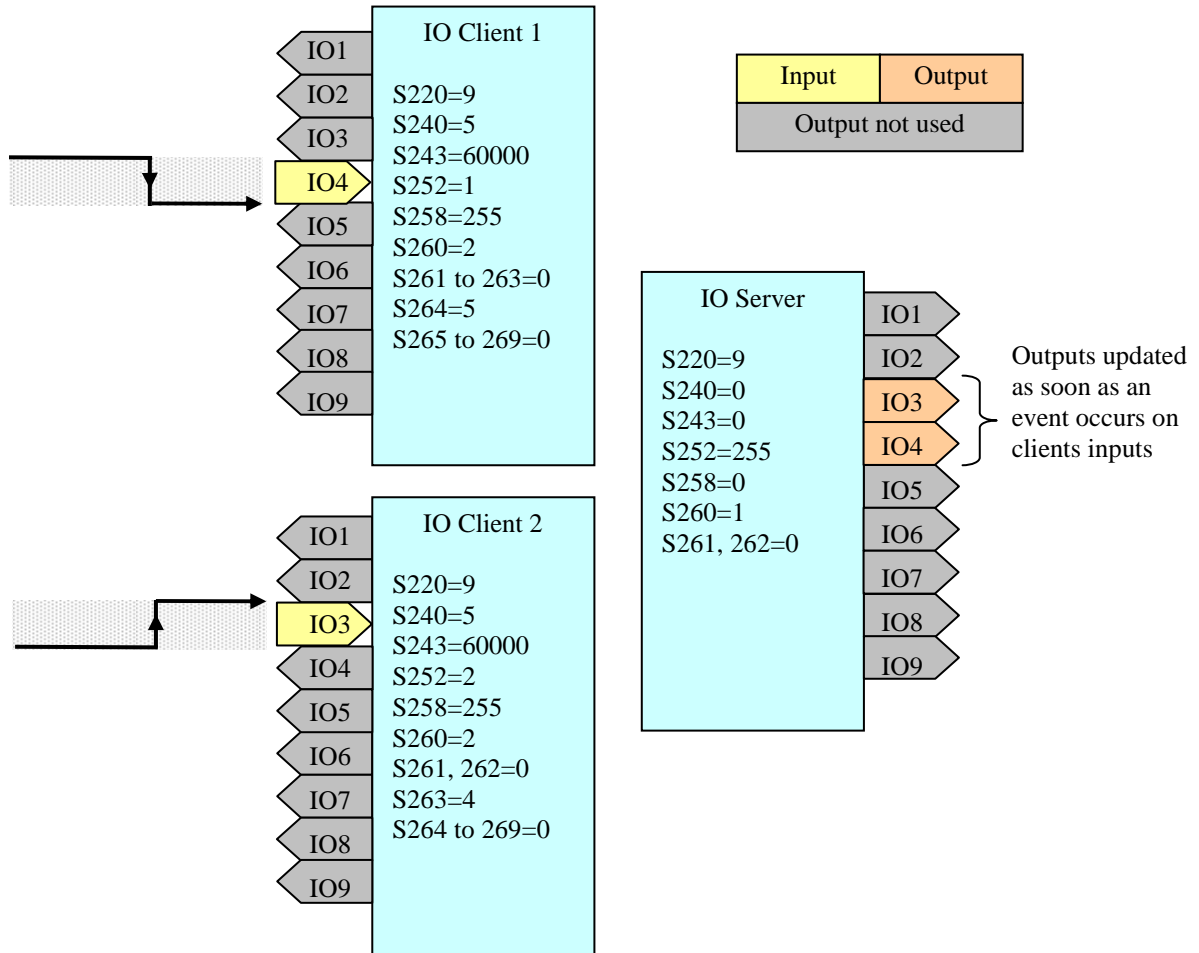 IO Client 1
IO1
IO2
IO3
IO4
IO5
IO6
IO7
IO8
IO9
S220=9
S240=5
S243=60000
S252=1
S258=255
S260=2
S261 to 263=0
S264=5
S265 to 269=0
Input
Output
Output not used
IO Client 2
IO1
IO2
IO3
IO4
IO5
IO6
IO7
IO8
IO9
S220=9
S240=5
S243=60000
S252=2
S258=255
S260=2
S261, 262=0
S263=4
S264 to 269=0
IO Server
S220=9
S240=0
S243=0
S252=255
S258=0
S260=1
S261, 262=0
IO1
IO2
IO3
IO4
IO5
IO6
IO7
IO8
IO9
Outputs updated
as soon as an
event occurs on
clients inputs